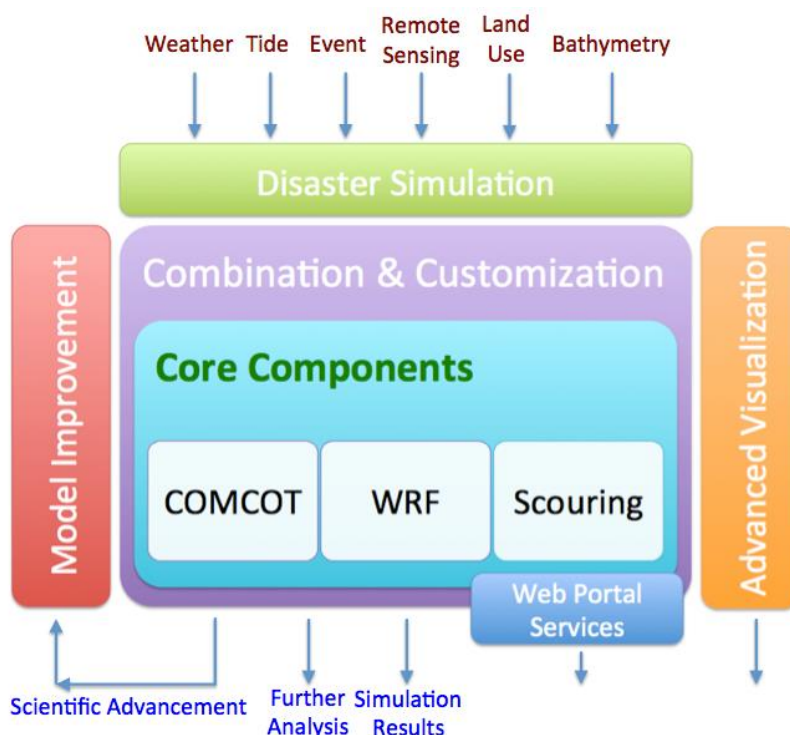 Weather Tide Event Remote Sensing Land Use Bathymetry
Disaster Simulation
Model Improvement
Combination & Customization
Core Components
COMCOT WRF Scouring
Advanced Visualization
Web Portal
Services
Scientific Advancement
Further
Analysis
Simulation
Results